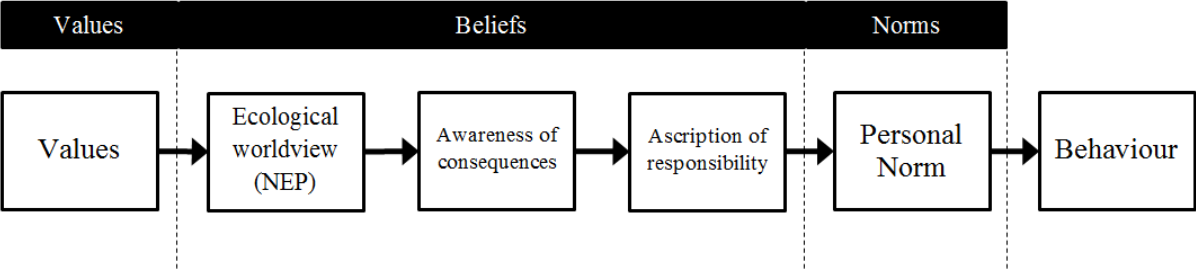 Values
Beliefs
Norms
Values
Ecological
worldview
(NEP)
Awareness of
consequences
Ascription of
responsibility
Personal
Norm
Behaviour